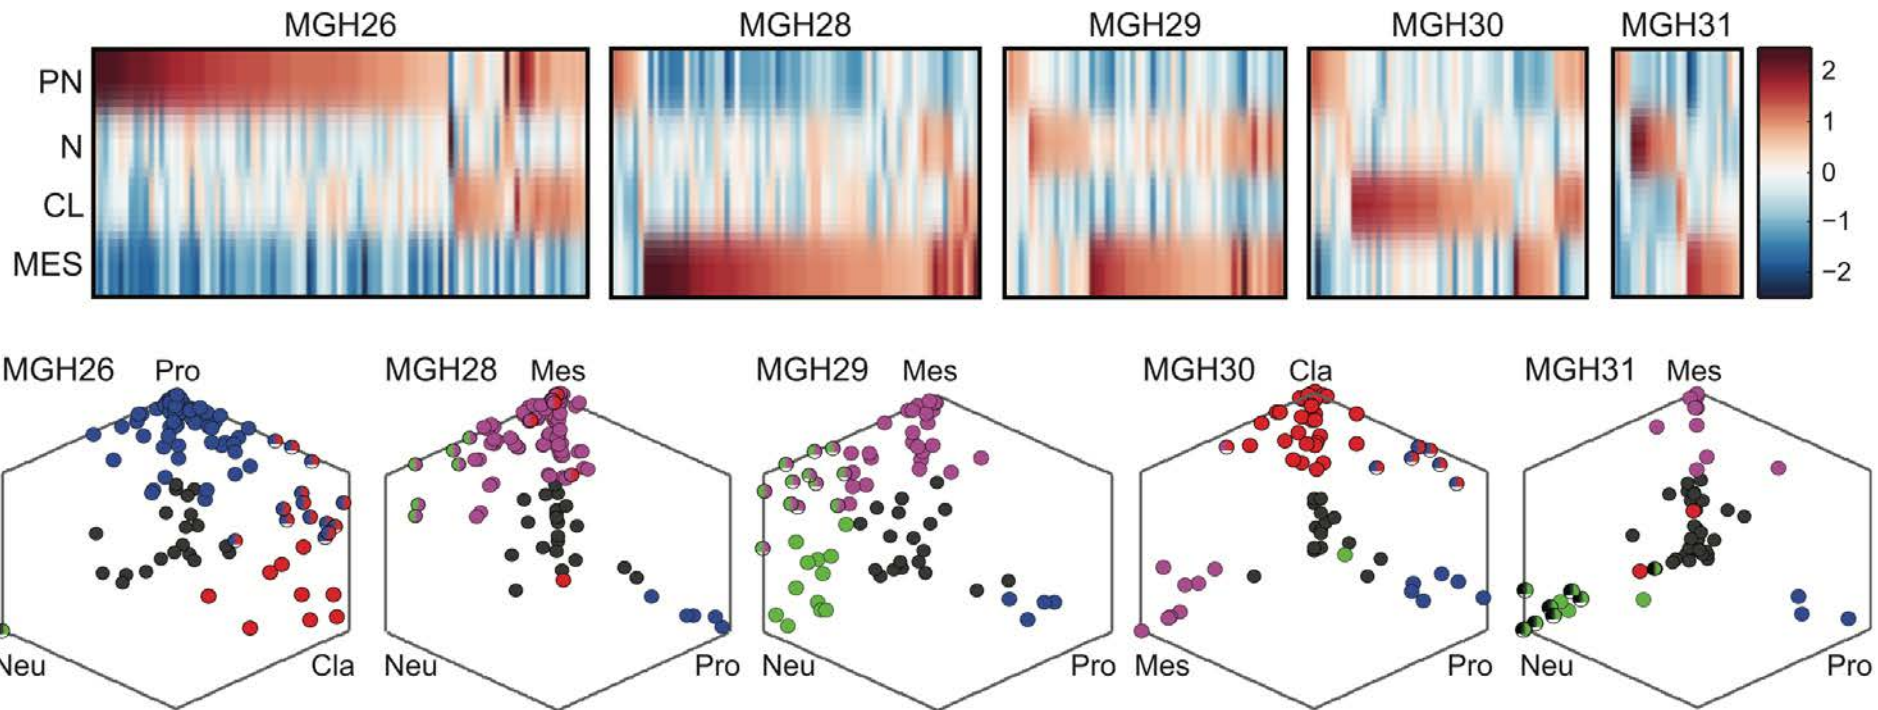 MGH26 MGH28 MGH29 MGH30 MGH31
PN
N
CL
MES
2
1
0
−1
−2
MGH26 Pro MGH28 Mes MGH29 Mes MGH30 Cla MGH31 Mes
Neu Cla Neu Pro Neu Pro Mes Pro Neu Pro